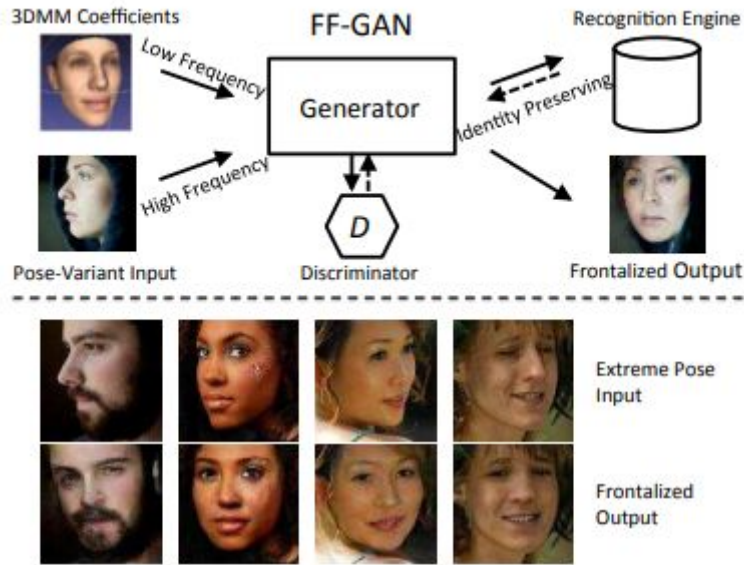 3DMM Coefficients
FF-GAN
Recognition Engine
Low Frequency
Generator
Identity Preserving
High Frequency
D
Pose-Variant Input
Discriminator
Frontalized Output
Extreme Pose
Input
Frontalized
Output